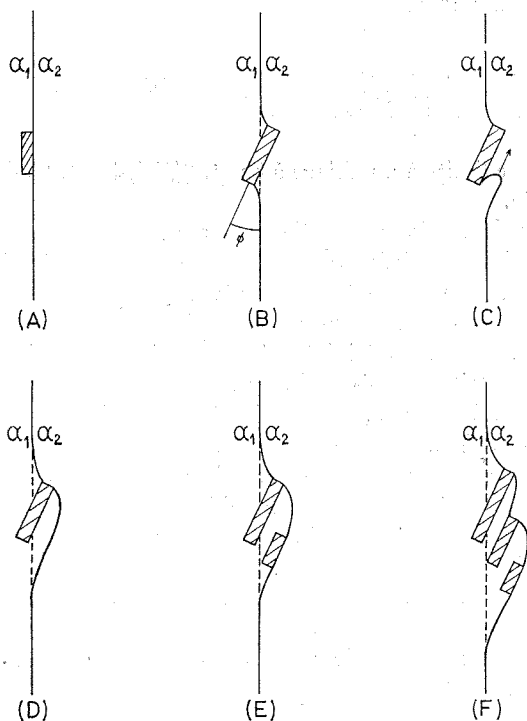 α₁ α₂ α₁ α₂ α₁ α₂
ϕ
(A) (B) (C)
α₁ α₂ α₁ α₂ α₁ α₂
(D) (E) (F)